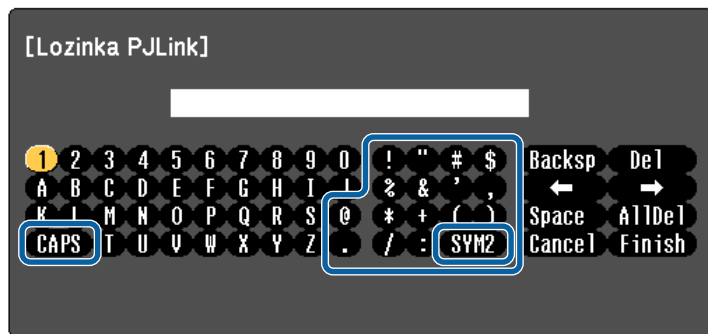 [Lozinka PJLink]
1 2 3 4 5 6 7 8 9 0 ! " # $ Backsp Del
A B C D E F G H I J % & ' , ← →
K L M N O P Q R S @ * + ( ) Space AllDel
CAPS T U V W X Y Z . / : SYM2 Cancel Finish